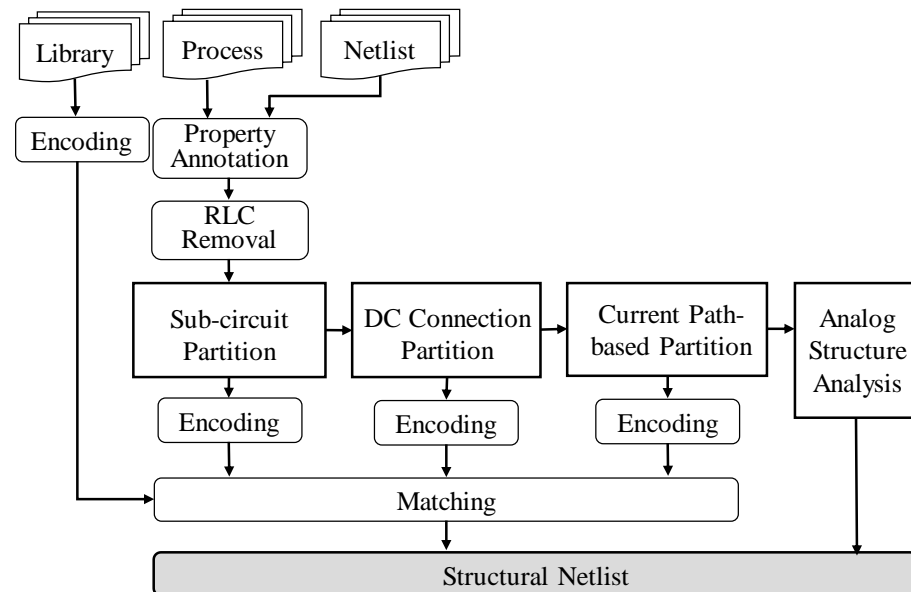 Library
Process
Netlist
Encoding
Property
Annotation
RLC
Removal
Sub-circuit
Partition
DC Connection
Partition
Current Path-
based Partition
Analog
Structure
Analysis
Encoding
Encoding
Encoding
Matching
Structural Netlist